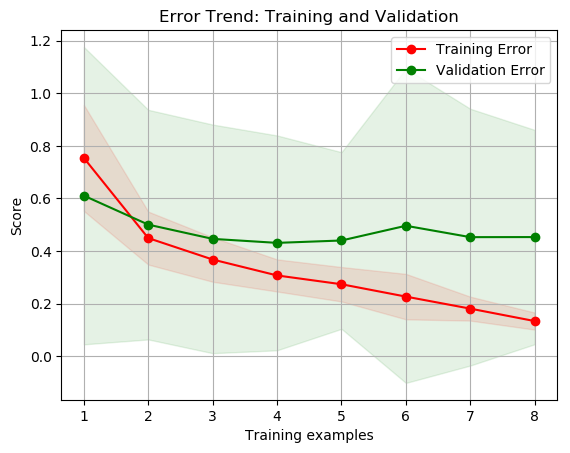 Error Trend: Training and Validation
Training Error
Validation Error
Score
1.2
1.0
0.8
0.6
0.4
0.2
0.0
1 2 3 4 5 6 7 8
Training examples